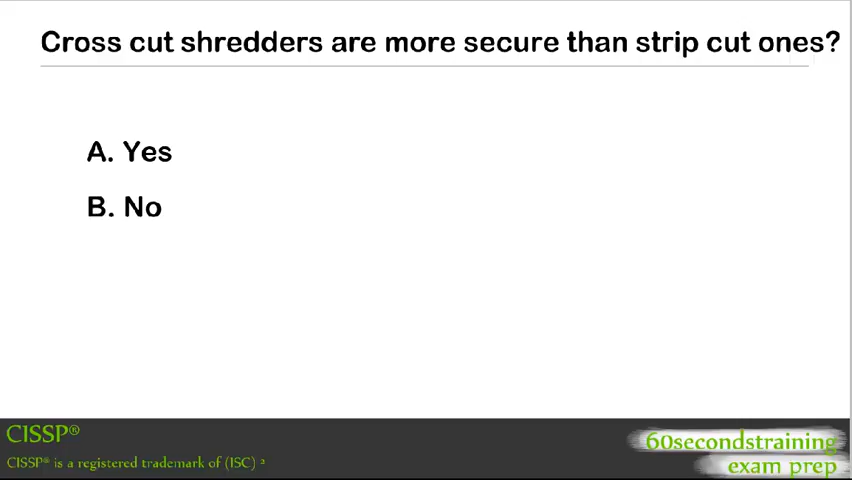 Cross cut shredders are more secure than strip cut ones?
A. Yes
B. No
CISSP®
60secondstraining
CISSP® is a registered trademark of (ISC) ²
exam prep